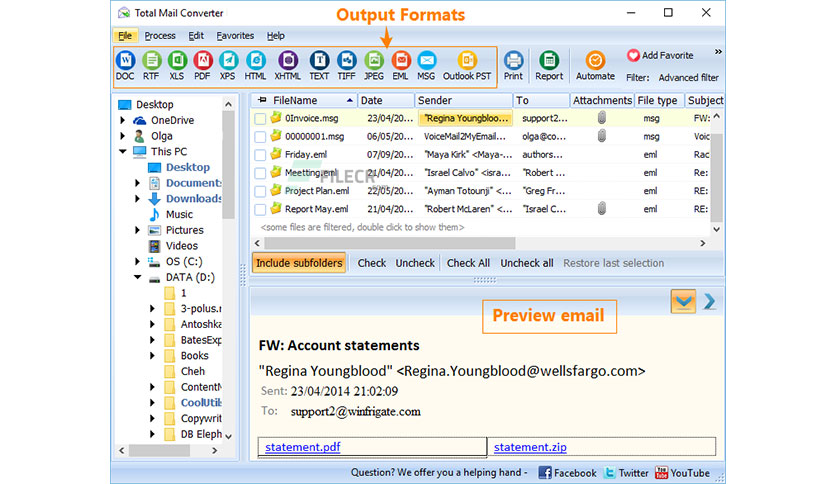 Total Mail Converter
Output Formats
File Process Edit Favorites Help
DOC RTF XLS PDF XPS HTML XHTML TEXT TIFF JPEG EML MSG Outlook PST Print Report Automate
Add Favorite »
Filter: Advanced filter
Desktop
OneDrive
Olga
This PC
Desktop
Documents
Downloads
Music
Pictures
Videos
OS (C:)
DATA (D:)
1
3-polus.r
Antoshka
BatesExp
Books
Cheh
ContentM
CoolUtils
Copywrit
DB Eleph
FileName Date Sender To Attachments File type Subject
0Invoice.msg 23/04/20... "Regina Youngbloo... support2... msg FW:
00000001.msg 06/05/20... VoiceMail2MyEmail... olga@co... msg Voic
Friday.eml 07/09/20... "Maya Kirk" <Maya-... authors... eml Rac
Meetting.eml 21/04/20... "Israel Calvo" <isra... "Robert ... eml RE:
Project Plan.eml 22/05/20... "Ayman Totounji" <... "Greg Fr... eml RE:
Report May.eml 21/04/20... "Robert McLaren" <... "Israel C... eml RE:
FILECR
<some files are filtered, double click to show them>
Include subfolders Check Uncheck Check All Uncheck all Restore last selection
Preview email
FW: Account statements
"Regina Youngblood" <Regina.Youngblood@wellsfargo.com>
Sent: 23/04/2014 21:02:09
To: support2@winfrigate.com
statement.pdf statement.zip
Question? We offer you a helping hand - Facebook Twitter YouTube